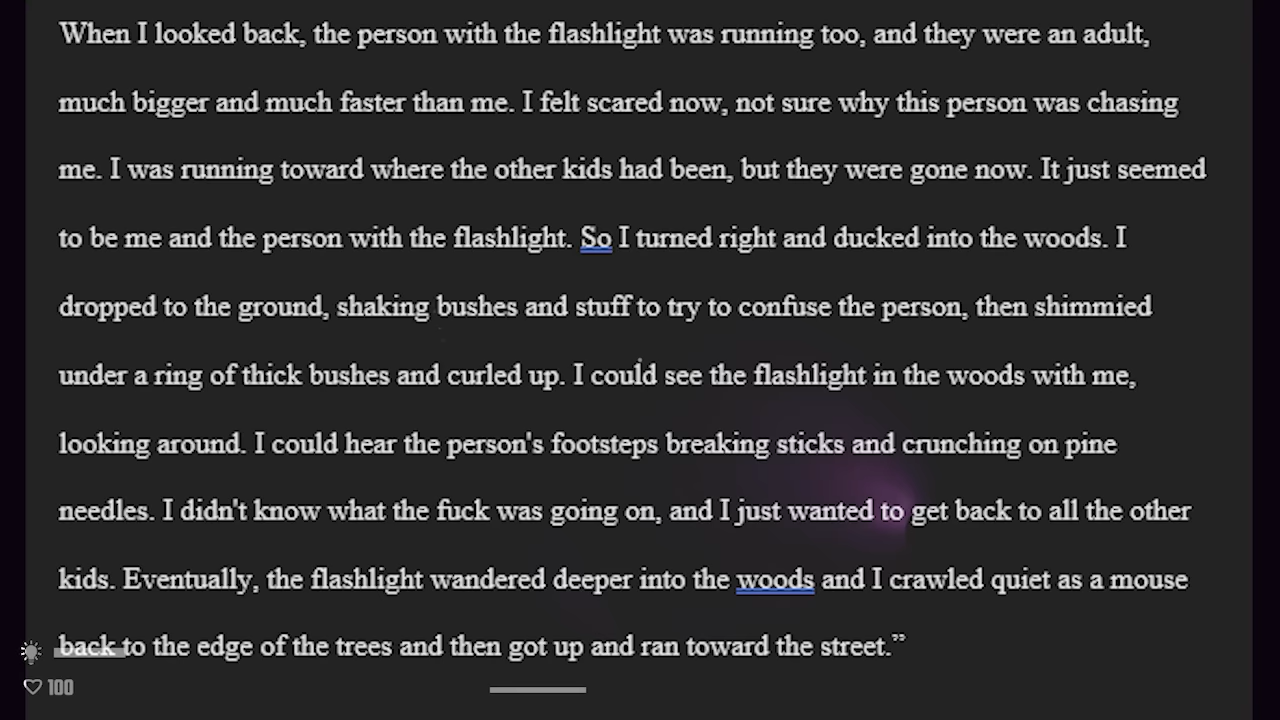 When I looked back, the person with the flashlight was running too, and they were an adult,
much bigger and much faster than me. I felt scared now, not sure why this person was chasing
me. I was running toward where the other kids had been, but they were gone now. It just seemed
to be me and the person with the flashlight. So I turned right and ducked into the woods. I
dropped to the ground, shaking bushes and stuff to try to confuse the person, then shimmied
under a ring of thick bushes and curled up. I could see the flashlight in the woods with me,
looking around. I could hear the person's footsteps breaking sticks and crunching on pine
needles. I didn't know what the fuck was going on, and I just wanted to get back to all the other
kids. Eventually, the flashlight wandered deeper into the woods and I crawled quiet as a mouse
back to the edge of the trees and then got up and ran toward the street.”
100